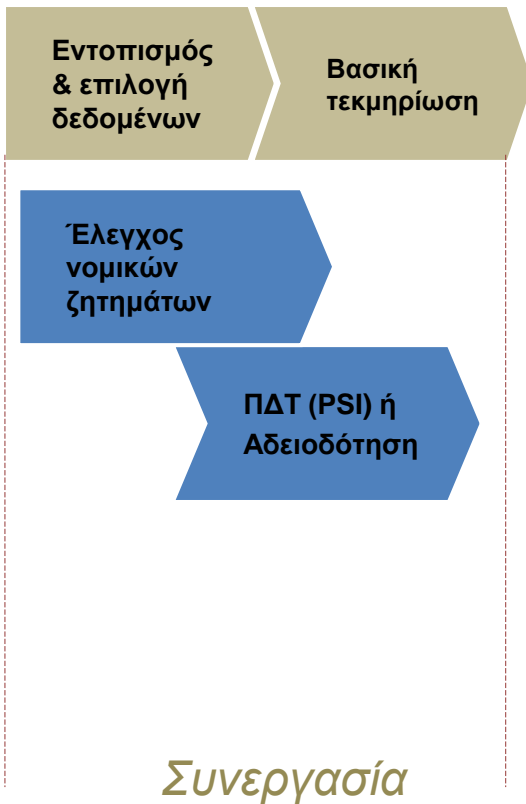 Εντοπισμός
& επιλογή
δεδομένων
Βασική
τεκμηρίωση
Έλεγχος
νομικών
ζητημάτων
ΠΔΤ (PSI) ή
Αδειοδότηση
Συνεργασία